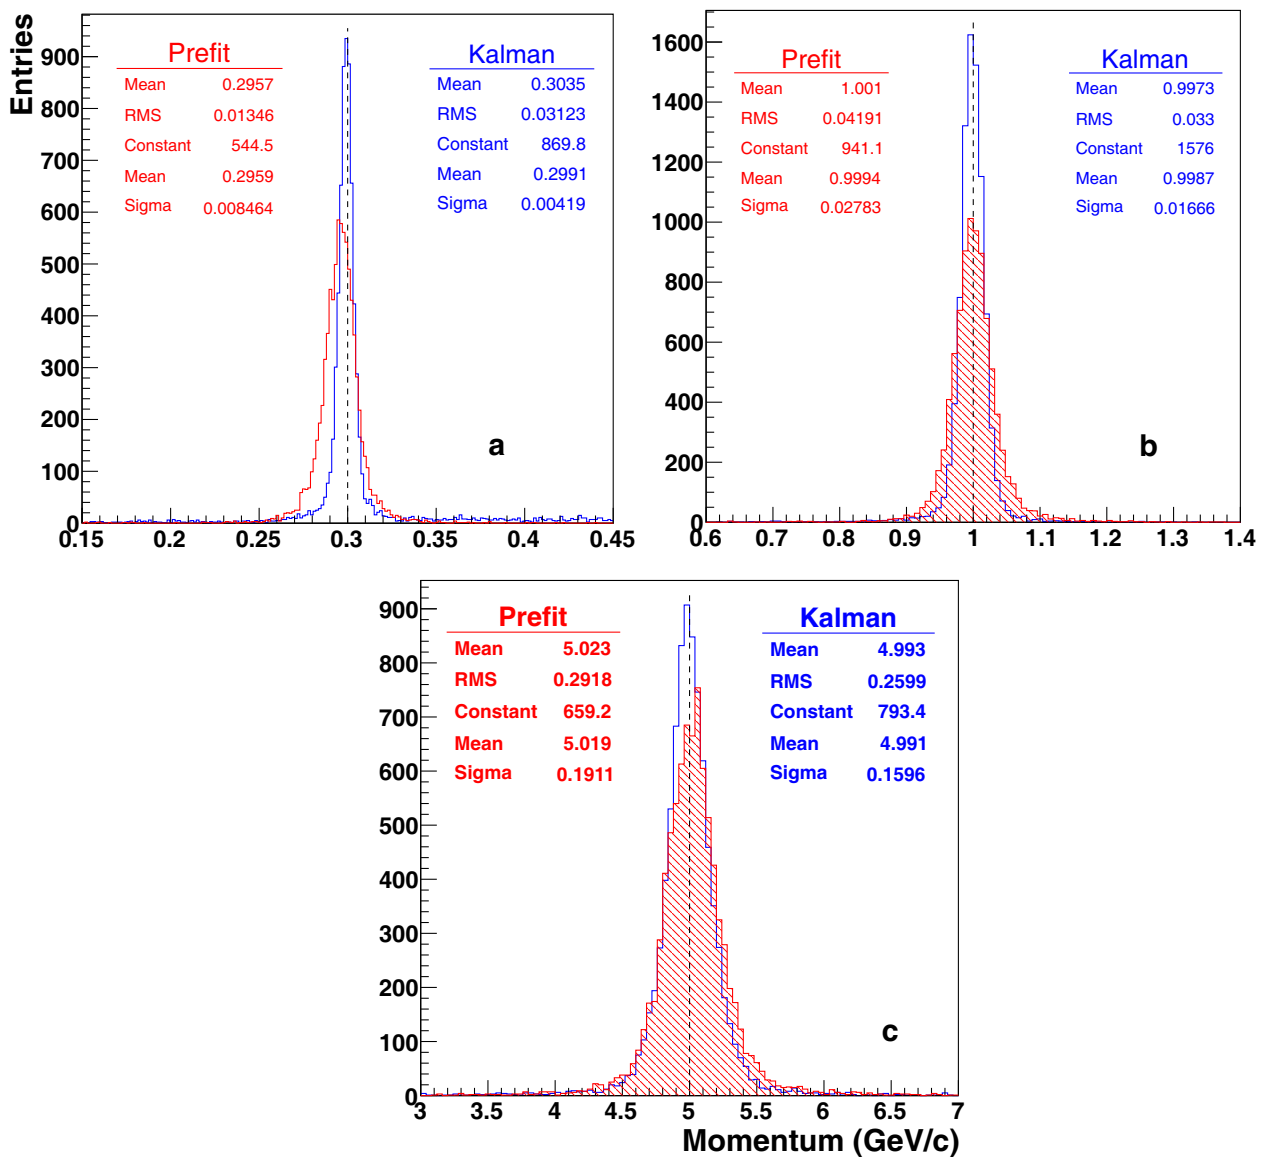 Entries
Prefit
Mean 0.2957
RMS 0.01346
Constant 544.5
Mean 0.2959
Sigma 0.008464
Kalman
Mean 0.3035
RMS 0.03123
Constant 869.8
Mean 0.2991
Sigma 0.00419
900
800
700
600
500
400
300
200
100
0
a
0.15 0.2 0.25 0.3 0.35 0.4 0.45
Prefit
Mean 1.001
RMS 0.04191
Constant 941.1
Mean 0.9994
Sigma 0.02783
Kalman
Mean 0.9973
RMS 0.033
Constant 1576
Mean 0.9987
Sigma 0.01666
1600
1400
1200
1000
800
600
400
200
0
b
0.6 0.7 0.8 0.9 1 1.1 1.2 1.3 1.4
Prefit
Mean 5.023
RMS 0.2918
Constant 659.2
Mean 5.019
Sigma 0.1911
Kalman
Mean 4.993
RMS 0.2599
Constant 793.4
Mean 4.991
Sigma 0.1596
900
800
700
600
500
400
300
200
100
0
c
3 3.5 4 4.5 5 5.5 6 6.5 7
Momentum (GeV/c)